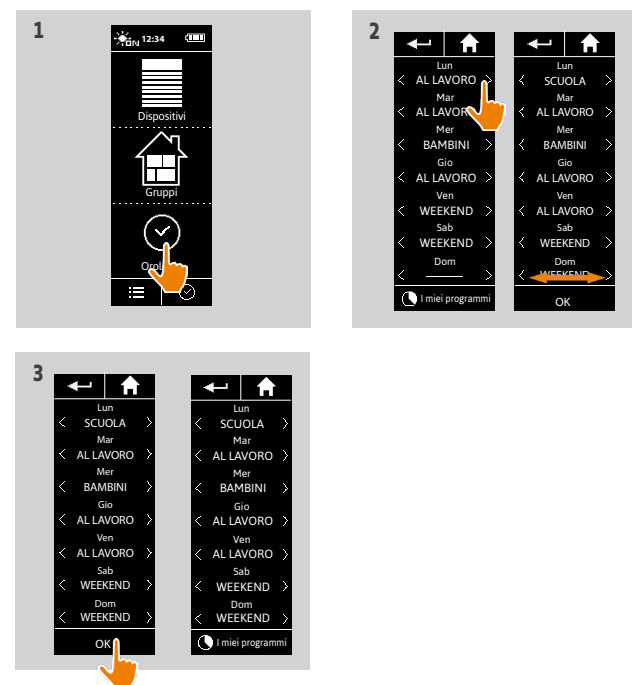 1
ON 12:34
Dispositivi
Gruppi
2
Lun
AL LAVORO
Mar
AL LAVORO
Mer
BAMBINI
Gio
AL LAVORO
Ven
WEEKEND
Sab
WEEKEND
Dom
I miei programmi
Lun
SCUOLA
Mar
AL LAVORO
Mer
BAMBINI
Gio
AL LAVORO
Ven
AL LAVORO
Sab
WEEKEND
Dom
WEEKEND
OK
3
Lun
SCUOLA
Mar
AL LAVORO
Mer
BAMBINI
Gio
AL LAVORO
Ven
AL LAVORO
Sab
WEEKEND
Dom
WEEKEND
OK
Lun
SCUOLA
Mar
AL LAVORO
Mer
BAMBINI
Gio
AL LAVORO
Ven
AL LAVORO
Sab
WEEKEND
Dom
WEEKEND
I miei programmi